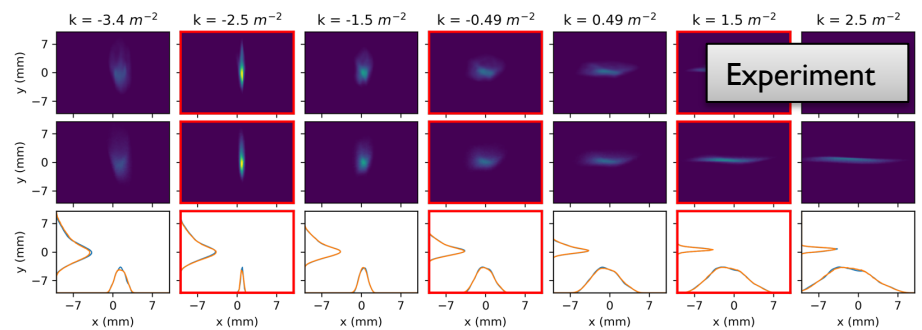 k = -3.4 m⁻² k = -2.5 m⁻² k = -1.5 m⁻² k = -0.49 m⁻² k = 0.49 m⁻² k = 1.5 m⁻² k = 2.5 m⁻²
7
y (mm)
0
−7
Experiment
7
y (mm)
0
−7
7
y (mm)
0
−7
−7 0 7 −7 0 7 −7 0 7 −7 0 7 −7 0 7 −7 0 7 −7 0 7
x (mm) x (mm) x (mm) x (mm) x (mm) x (mm) x (mm)